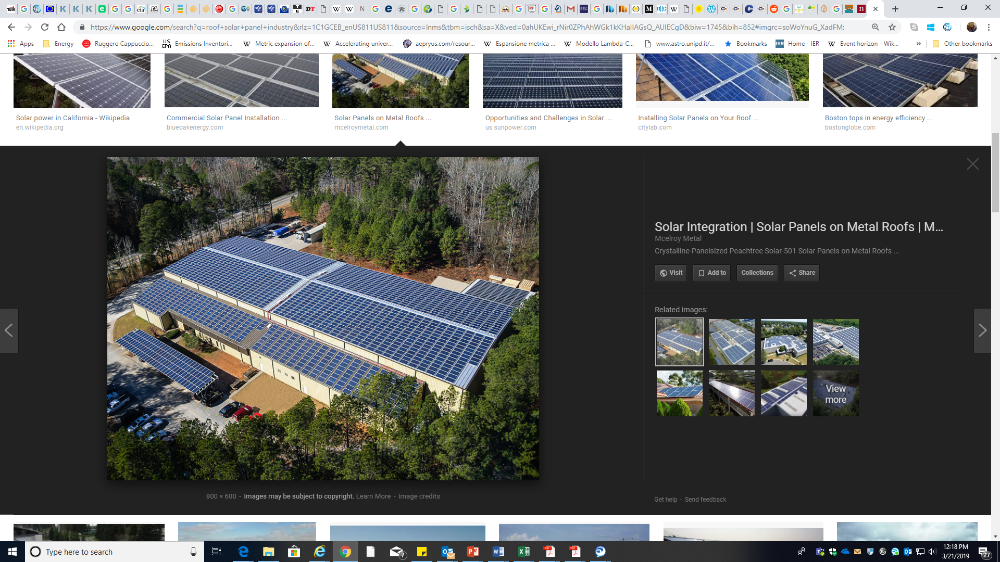 https://www.google.com/search?q=roof+solar+panel+industry&rlz=1C1GCEB_enUS811US811&source=lnms&tbm=isch&sa=X&ved=0ahUKEwi_rNir0ZPhAhWGk1kKHaIlAGsQ_AUIECgD&biw=1745&bih=852#imgrc=soWoYnuG_XadFM:
Apps Energy Ruggero Cappuccio... US EPA Emissions Inventori... Metric expansion of... Accelerating univer... aepryus.com/resour... Espansione metrica ... Modello Lambda-C... www.astro.unipd.it/... Bookmarks IER Home - IER Event horizon - Wik... » Other bookmarks
Solar power in California - Wikipedia
en.wikipedia.org
Commercial Solar Panel Installation ...
blueoakenergy.com
Solar Panels on Metal Roofs ...
mcelroymetal.com
Opportunities and Challenges in Solar ...
us.sunpower.com
Installing Solar Panels on Your Roof ...
citylab.com
Boston tops in energy efficiency ...
bostonglobe.com
Solar Integration | Solar Panels on Metal Roofs | M...
Mcelroy Metal
Crystalline-Panelsized Peachtree Solar-501 Solar Panels on Metal Roofs ...
Visit Add to Collections Share
Related images:
View
more
800 × 600 - Images may be subject to copyright. Learn More - Image credits
Get help - Send feedback
Type here to search
7
12:18 PM
3/21/2019
27